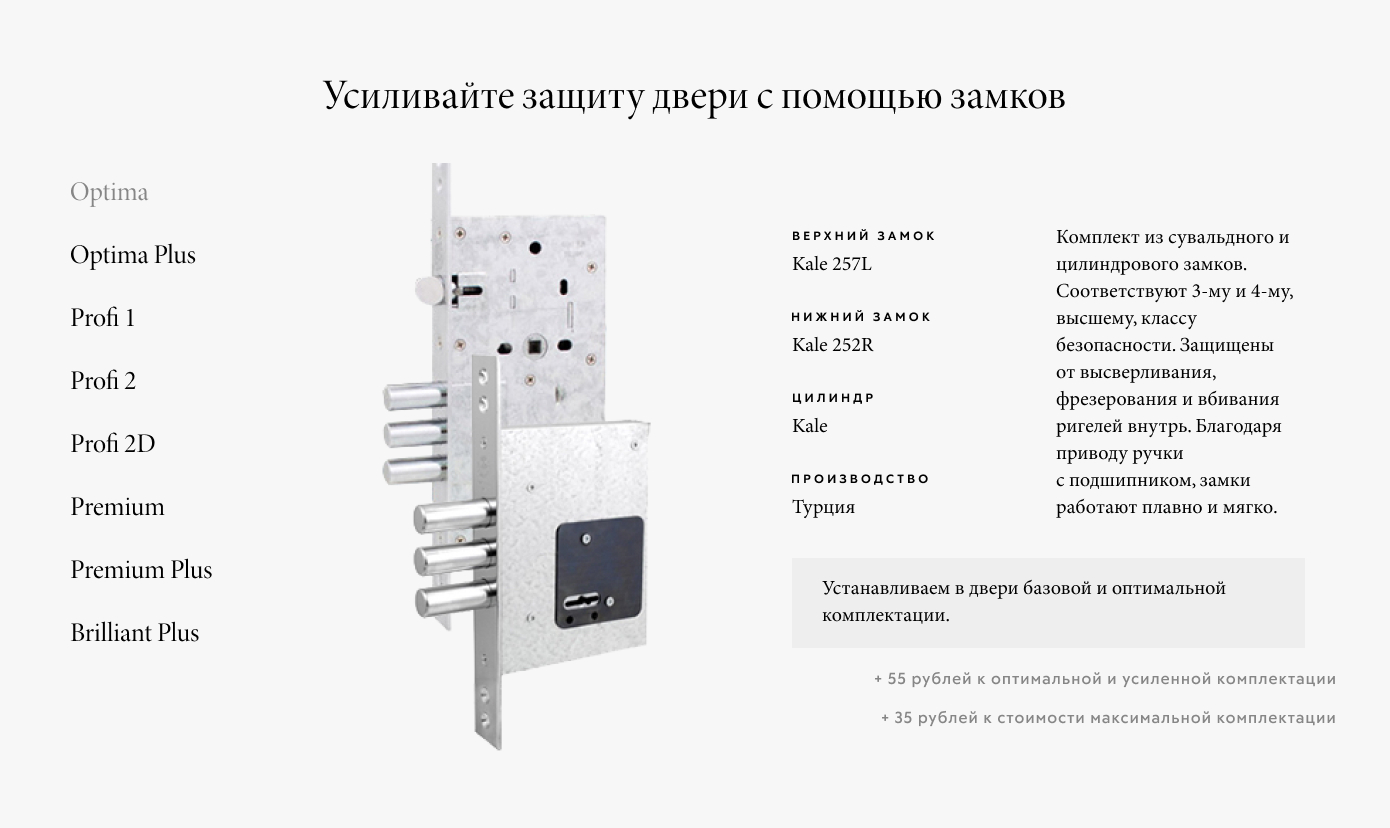 Усиливайте защиту двери с помощью замков
Optima
Optima Plus
Profi 1
Profi 2
Profi 2D
Premium
Premium Plus
Brilliant Plus
ВЕРХНИЙ ЗАМОК
Kale 257L
НИЖНИЙ ЗАМОК
Kale 252R
ЦИЛИНДР
Kale
ПРОИЗВОДСТВО
Турция
Комплект из сувальдного и
цилиндрового замков.
Соответствуют 3-му и 4-му,
высшему, классу
безопасности. Защищены
от высверливания,
фрезерования и вбивания
ригелей внутрь. Благодаря
приводу ручки
с подшипником, замки
работают плавно и мягко.
Устанавливаем в двери базовой и оптимальной
комплектации.
+ 55 рублей к оптимальной и усиленной комплектации
+ 35 рублей к стоимости максимальной комплектации